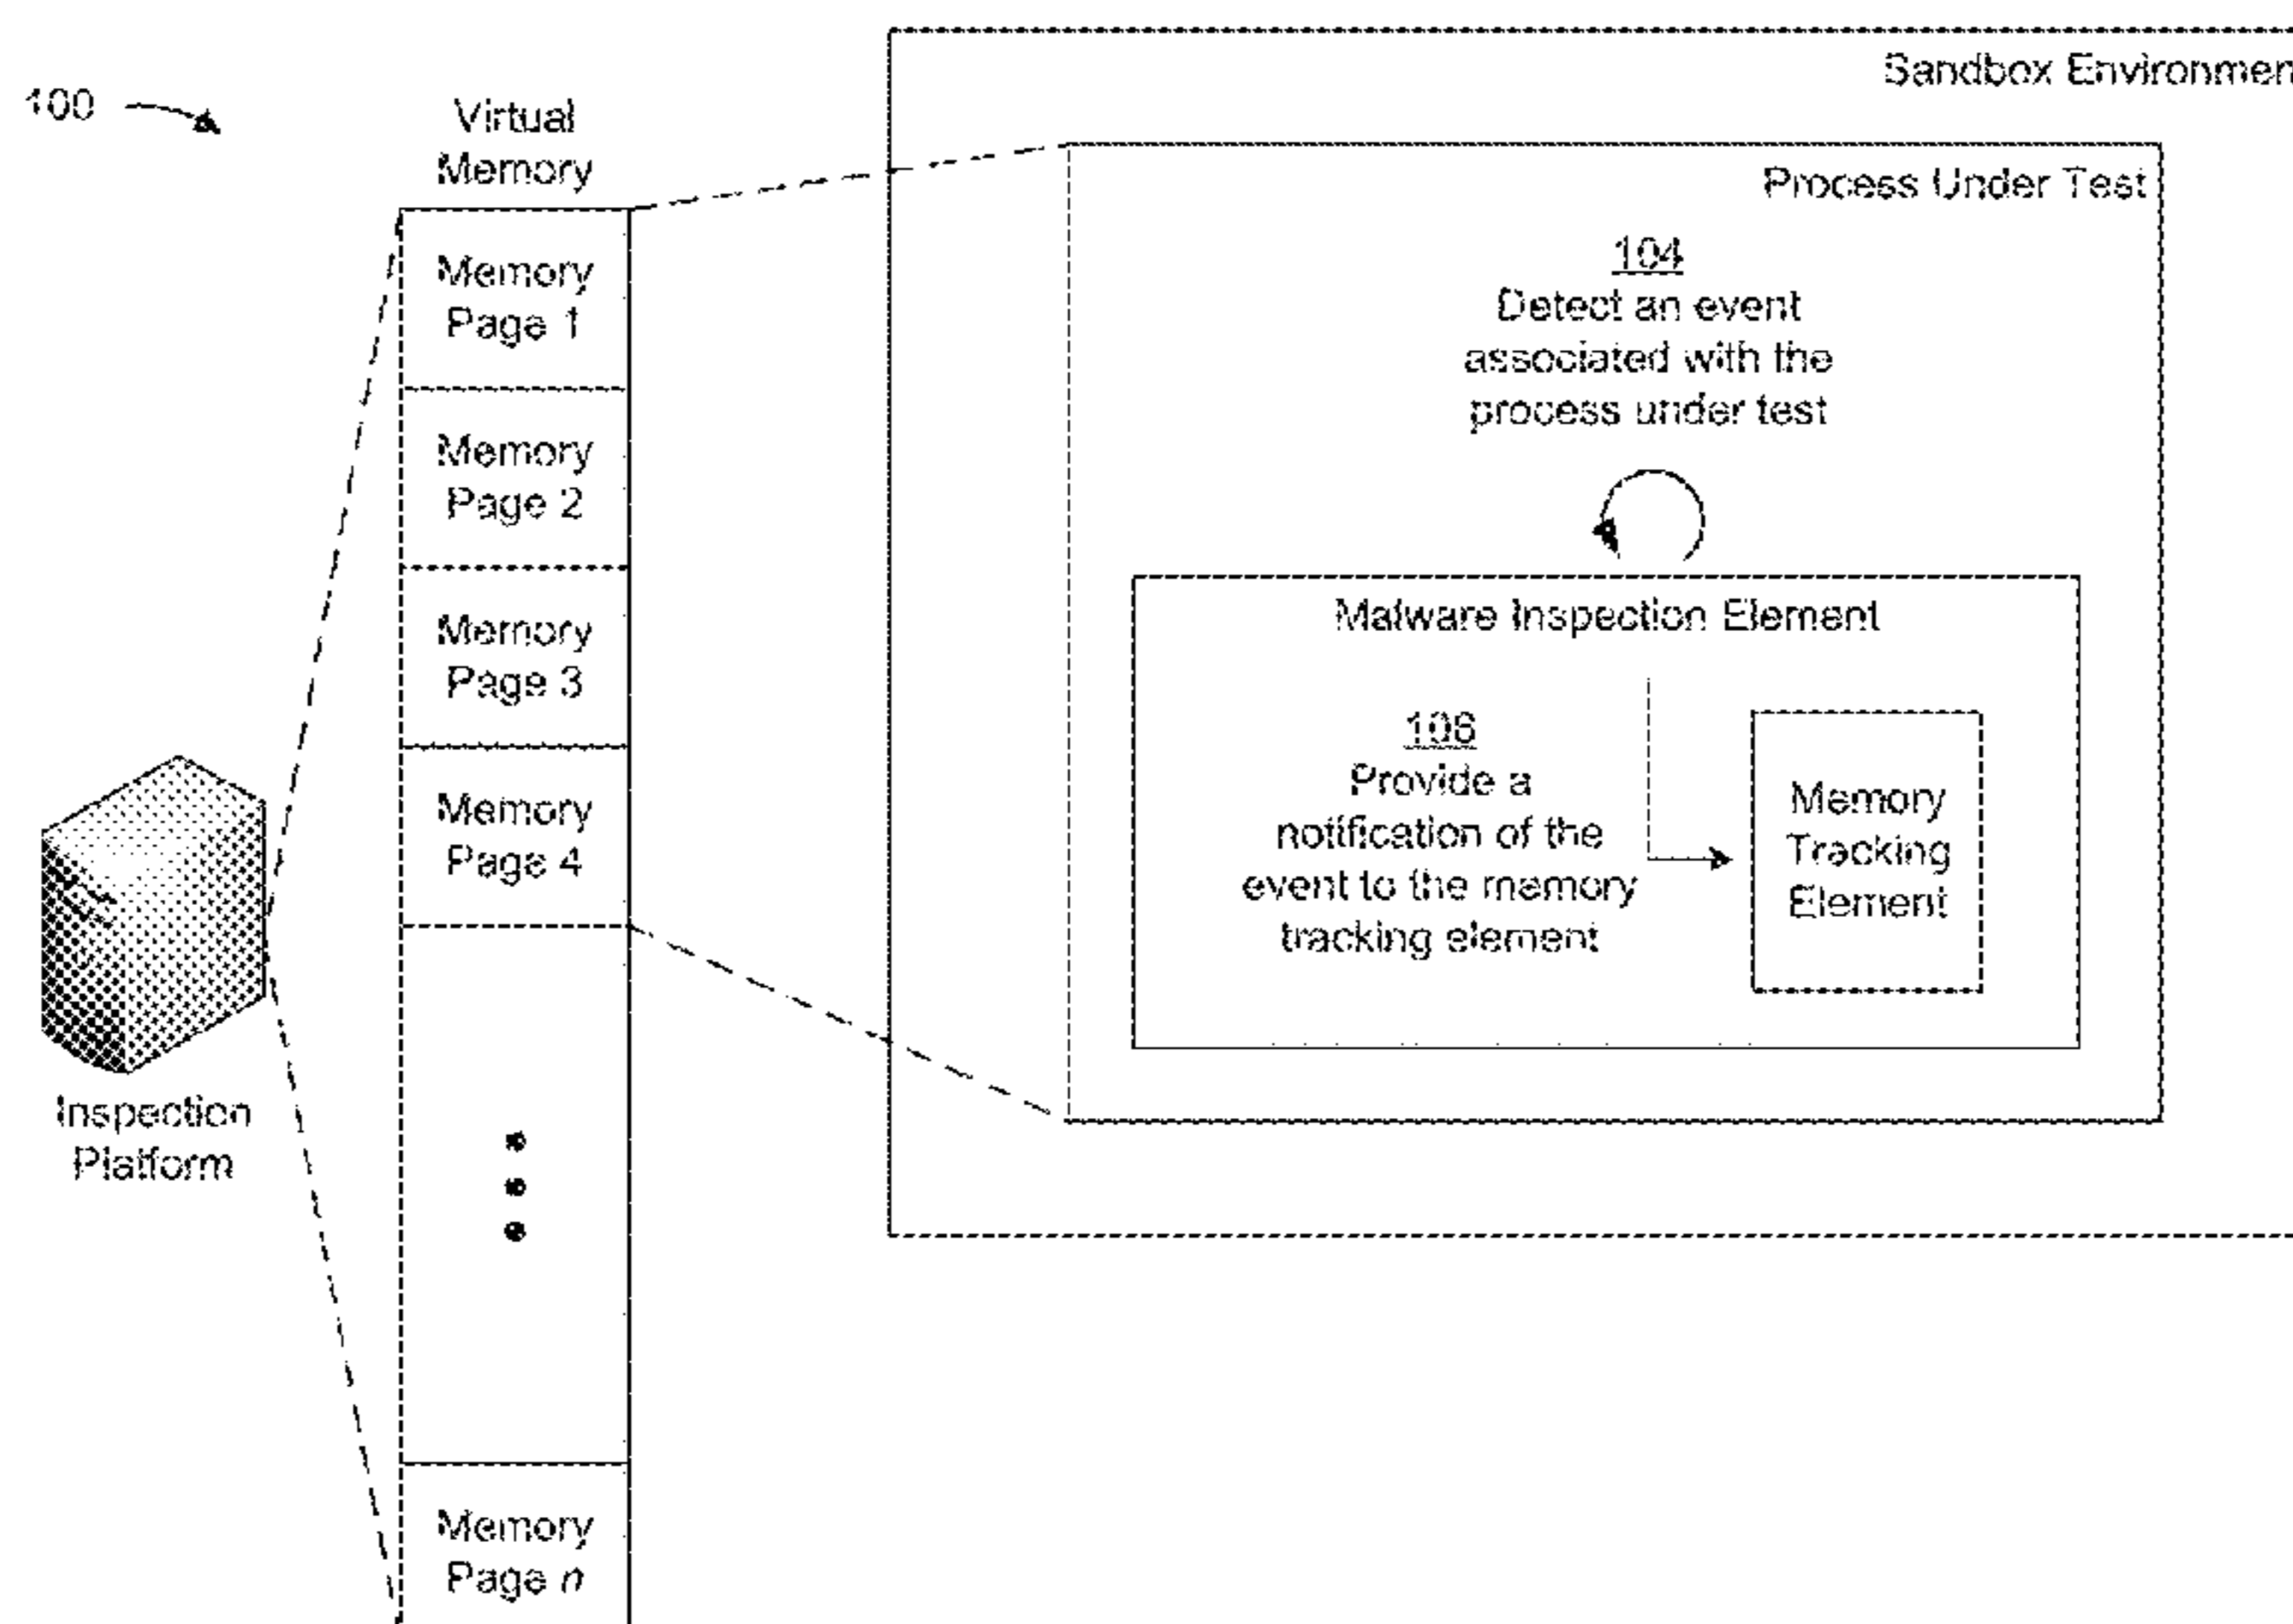 100
Virtual
Memory
Memory
Page 1
Memory
Page 2
Memory
Page 3
Memory
Page 4
Memory
Page n
Inspection
Platform
Sandbox Environmen
Process Under Test
104
Detect an event
associated with the
process under test
Malware Inspection Element
106
Provide a
notification of the
event to the memory
tracking element
Memory
Tracking
Element